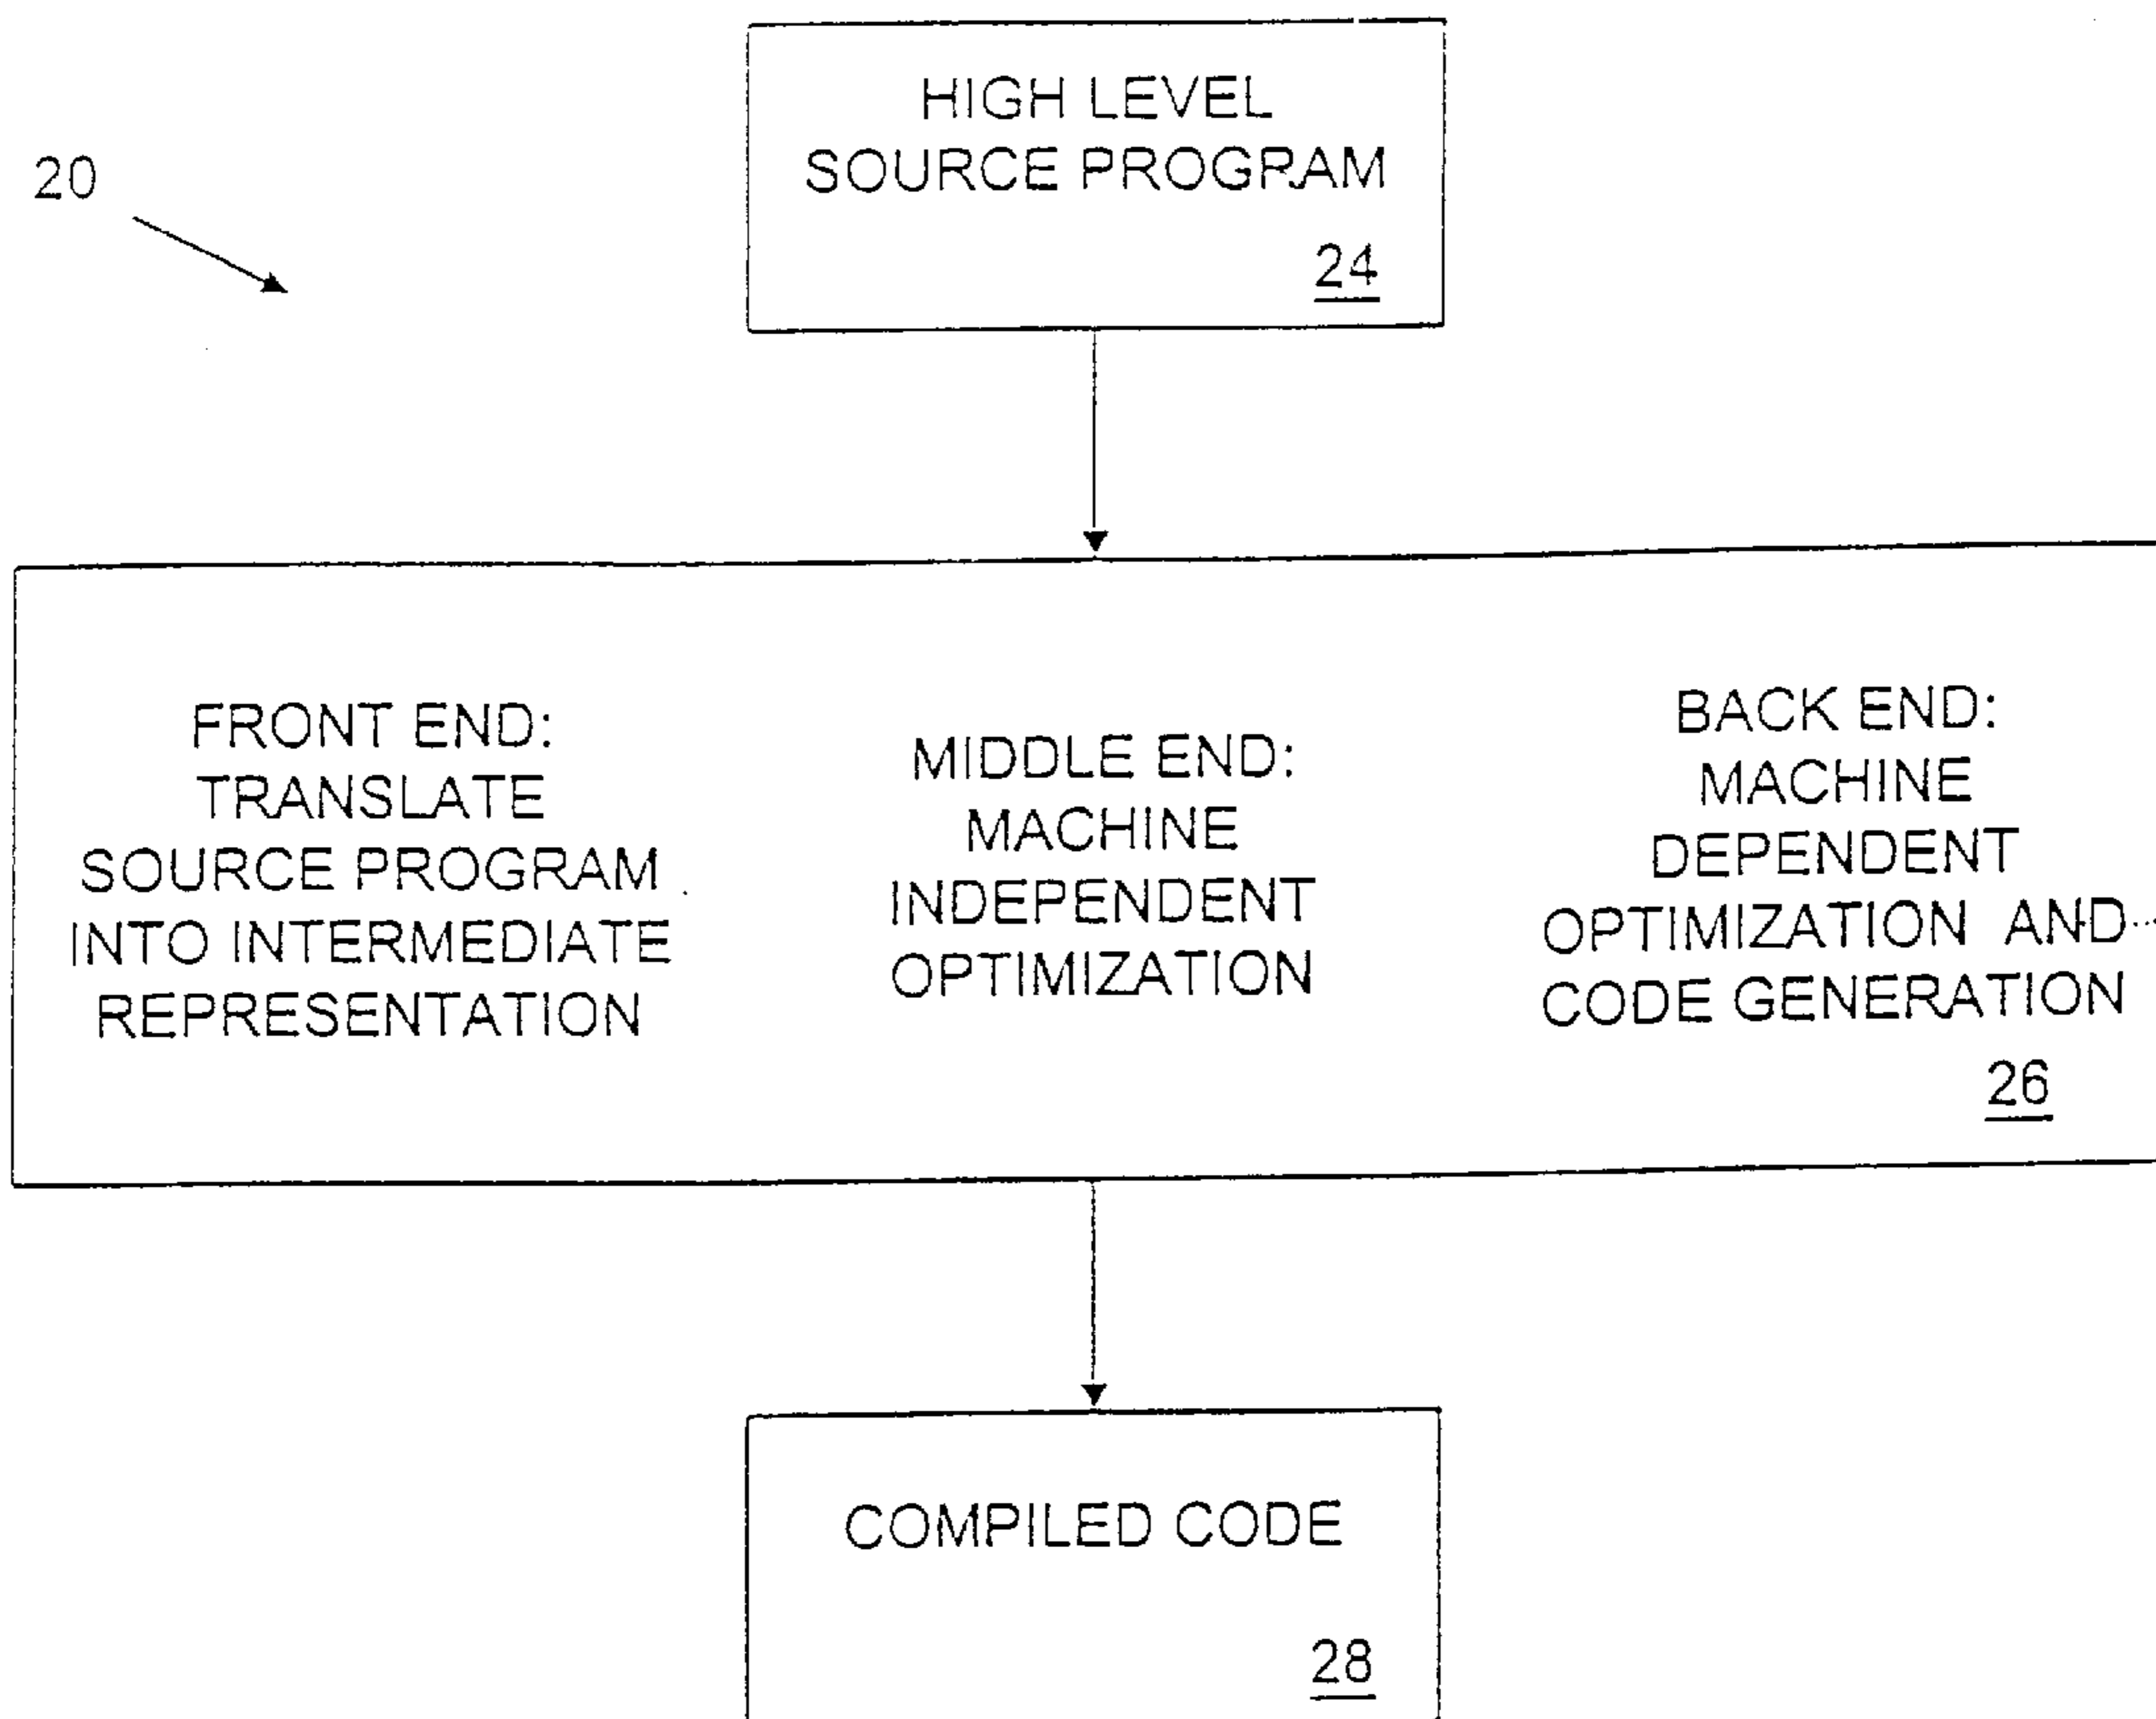 HIGH LEVEL
SOURCE PROGRAM
24
20
FRONT END:
TRANSLATE
SOURCE PROGRAM
INTO INTERMEDIATE
REPRESENTATION
MIDDLE END:
MACHINE
INDEPENDENT
OPTIMIZATION
BACK END:
MACHINE
DEPENDENT
OPTIMIZATION AND
CODE GENERATION
26
COMPILED CODE
28